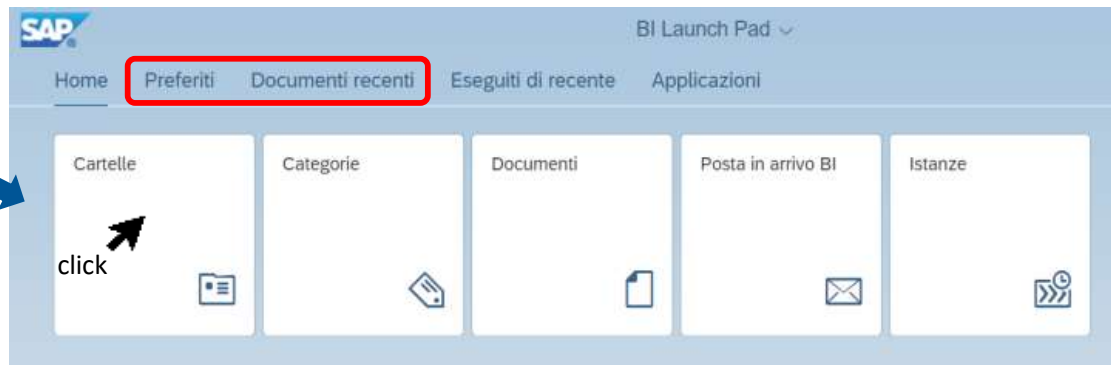 SAP
BI Launch Pad
Home Preferiti Documenti recenti Eseguiti di recente Applicazioni
Cartelle Categorie Documenti Posta in arrivo BI Istanze
click